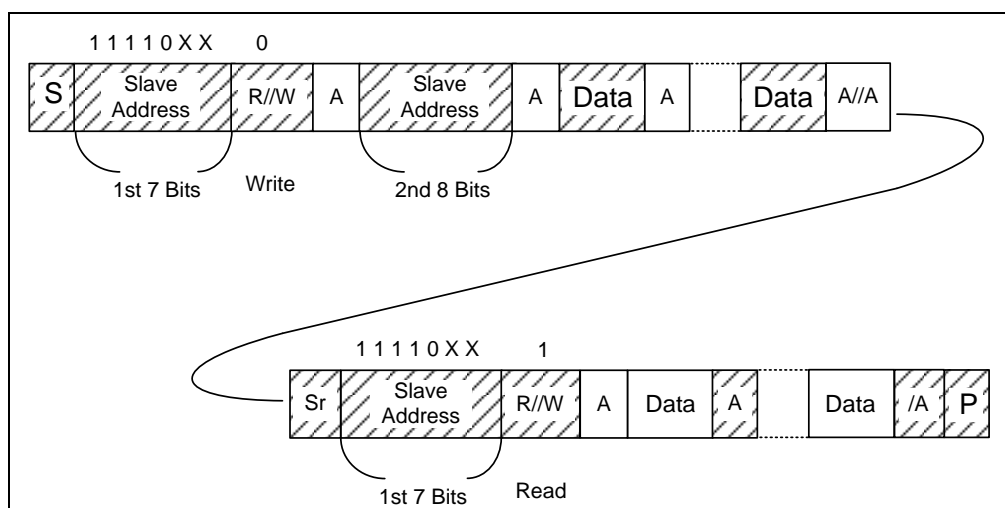 1 1 1 1 0 X X 0
S Slave Address R//W A Slave Address A Data A Data A//A
1st 7 Bits Write 2nd 8 Bits
1 1 1 1 0 X X 1
Sr Slave Address R//W A Data A Data /A P
1st 7 Bits Read